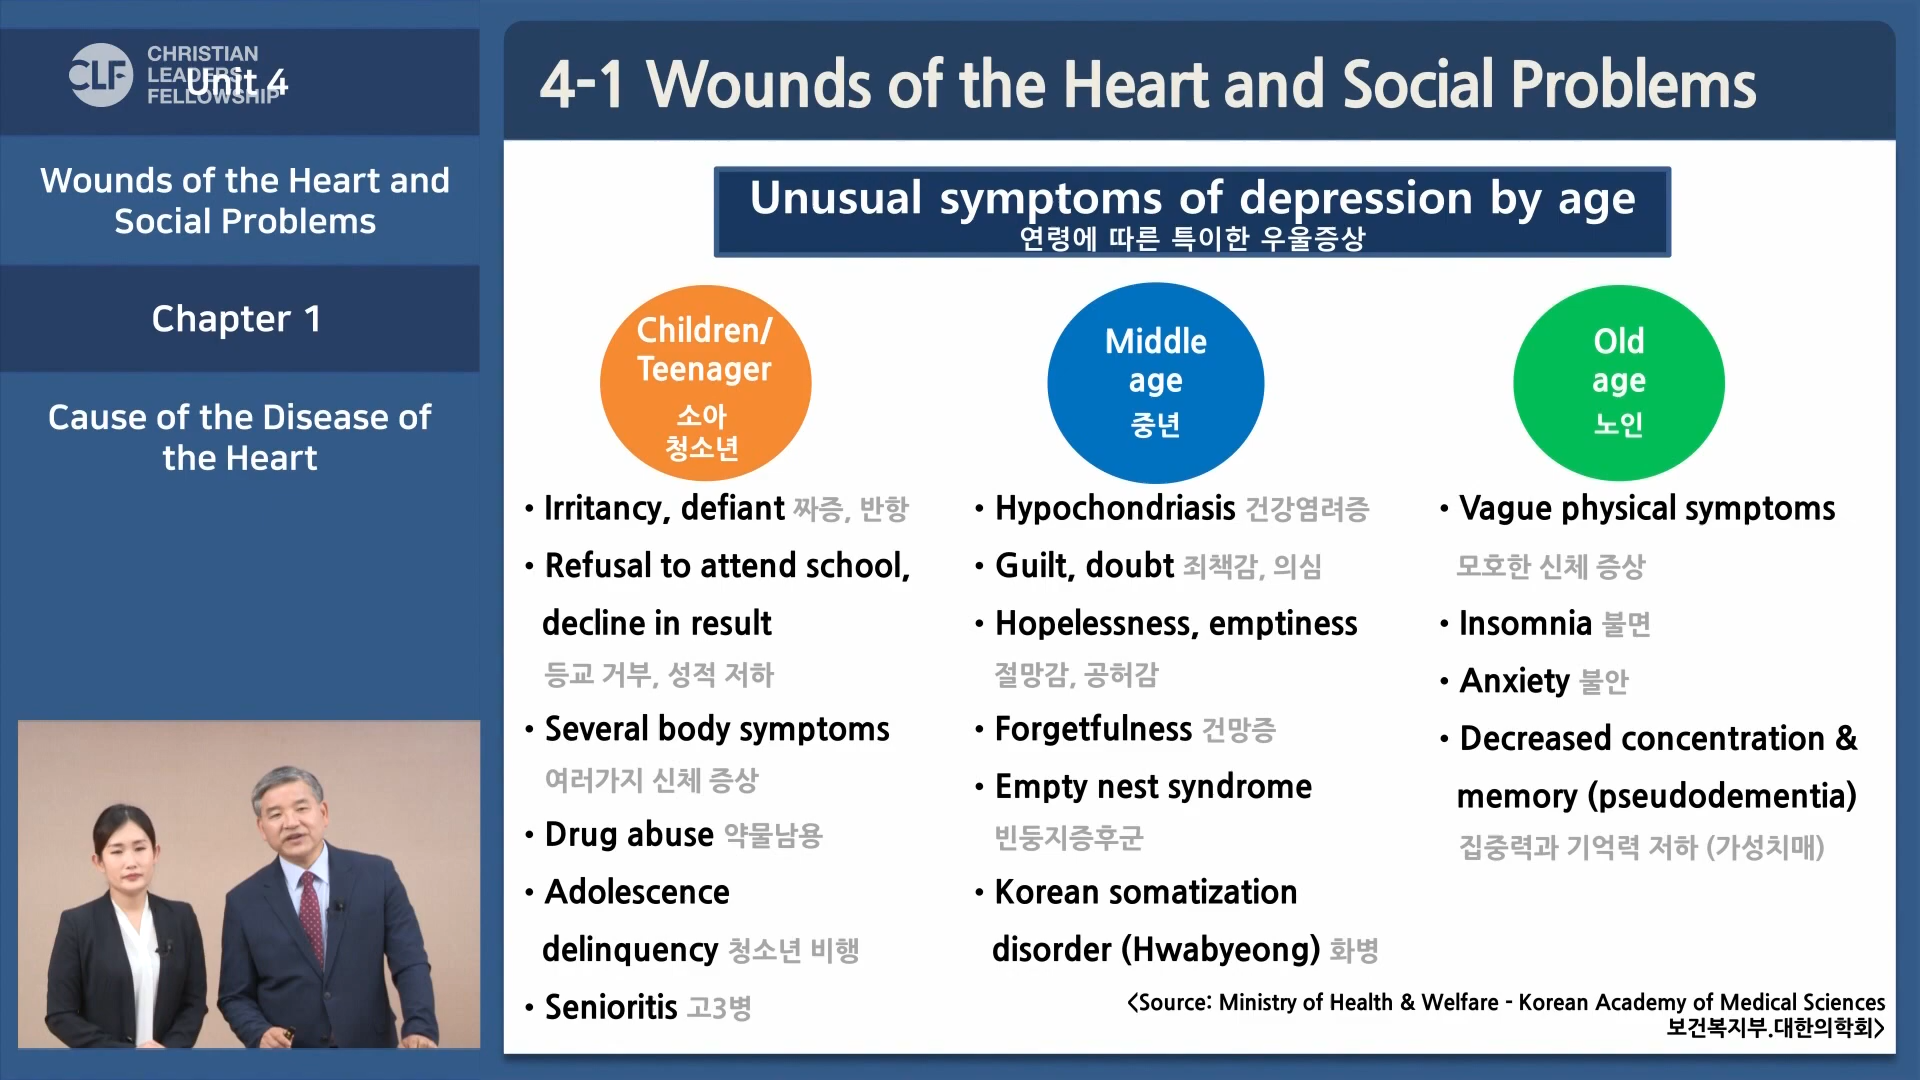 CLF
CHRISTIAN
LEADERS
FELLOWSHIP
Unit 4
Wounds of the Heart and
Social Problems
Chapter 1
Cause of the Disease of
the Heart
4-1 Wounds of the Heart and Social Problems
Unusual symptoms of depression by age
연령에 따른 특이한 우울증상
Children/
Teenager
소아
청소년
• Irritancy, defiant 짜증, 반항
• Refusal to attend school,
decline in result
등교 거부, 성적 저하
• Several body symptoms
여러가지 신체 증상
• Drug abuse 약물남용
• Adolescence
delinquency 청소년 비행
• Senioritis 고3병
Middle
age
중년
• Hypochondriasis 건강염려증
• Guilt, doubt 죄책감, 의심
• Hopelessness, emptiness
절망감, 공허감
• Forgetfulness 건망증
• Empty nest syndrome
빈둥지증후군
• Korean somatization
disorder (Hwabyeong) 화병
Old
age
노인
• Vague physical symptoms
모호한 신체 증상
• Insomnia 불면
• Anxiety 불안
• Decreased concentration &
memory (pseudodementia)
집중력과 기억력 저하 (가성치매)
<Source: Ministry of Health & Welfare - Korean Academy of Medical Sciences
보건복지부.대한의학회>